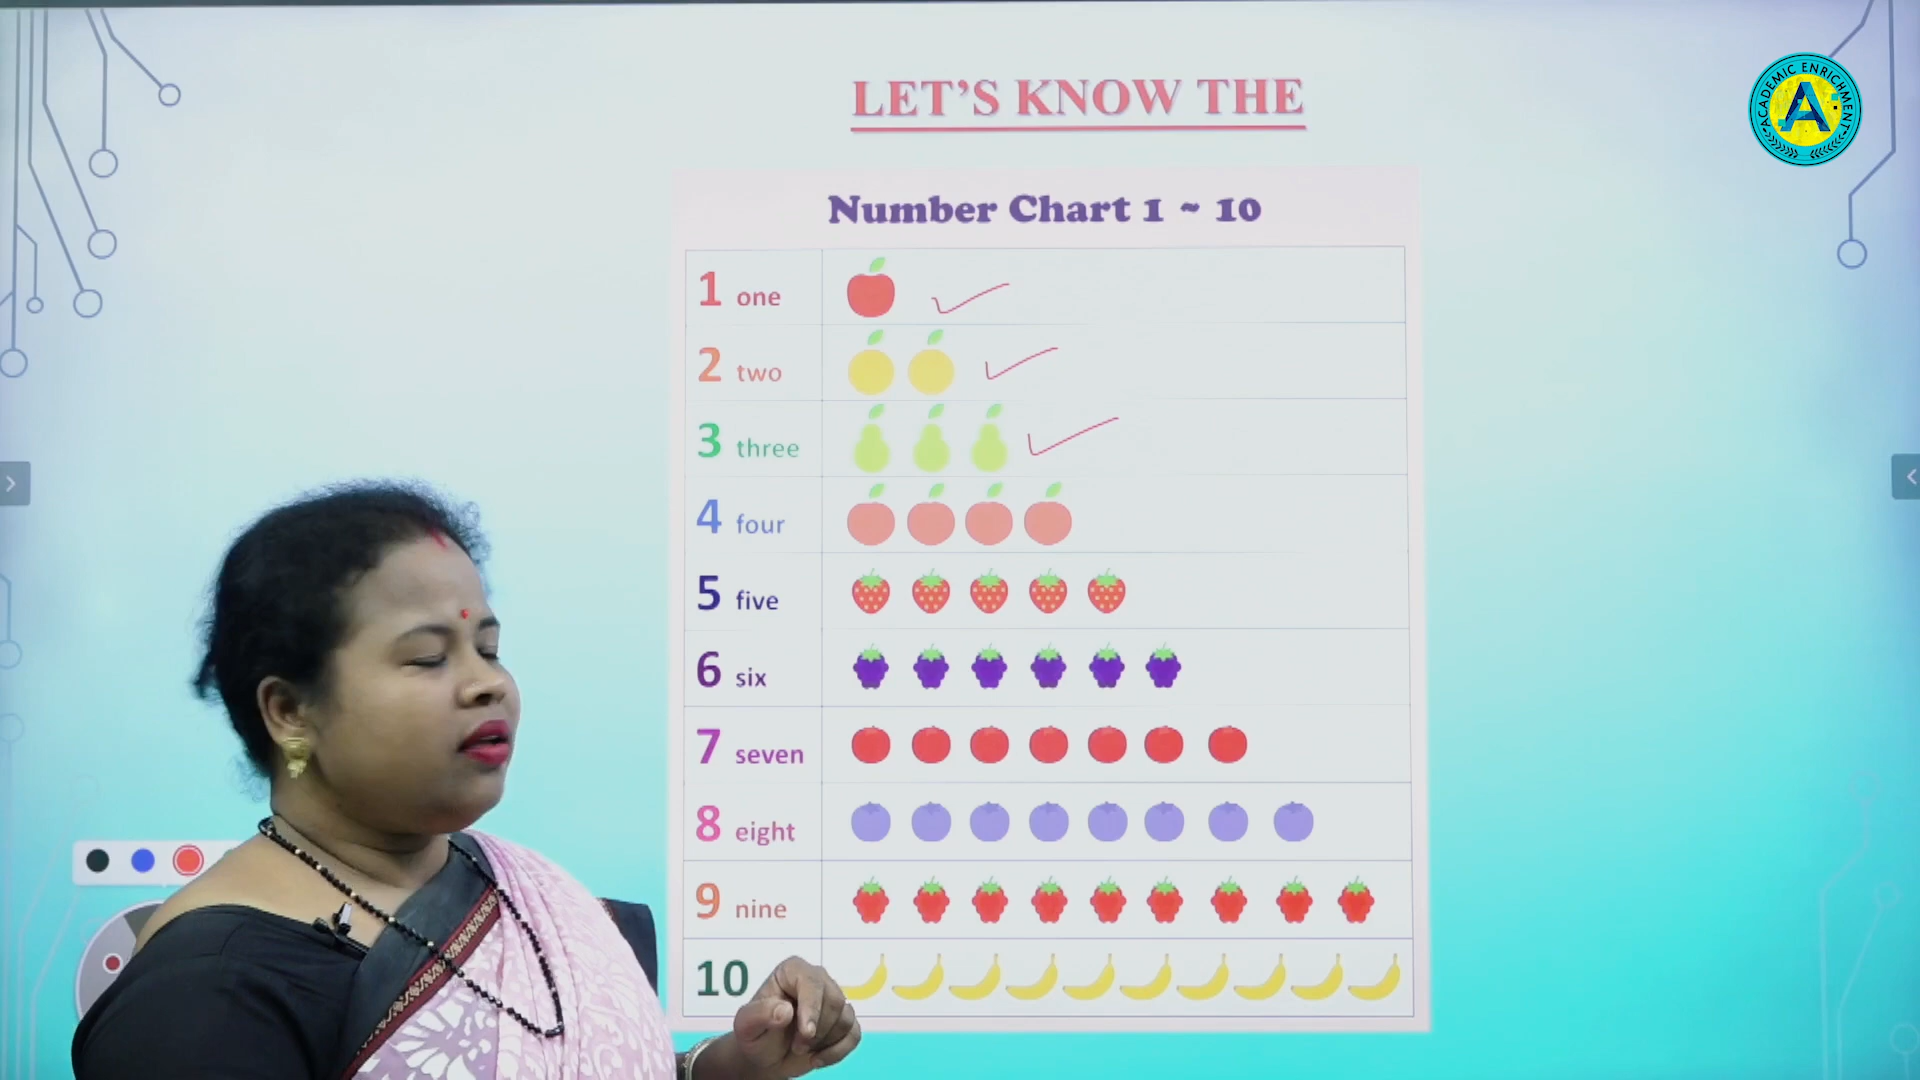 LET'S KNOW THE
ACADEMIC ENRICHMENT
A
Number Chart 1 ~ 10
1 one
2 two
3 three
4 four
5 five
6 six
7 seven
8 eight
9 nine
10